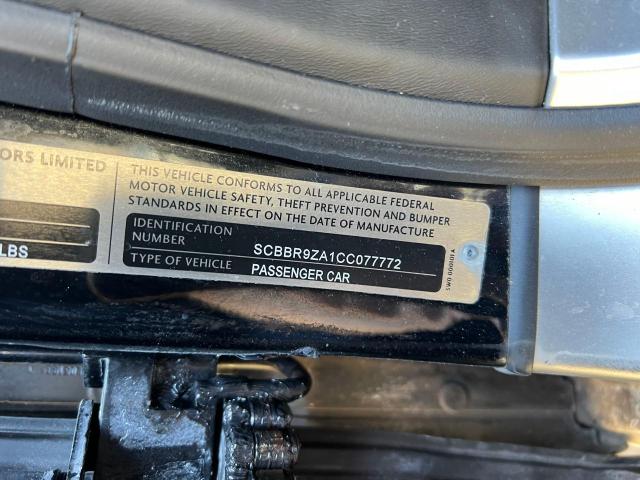 ORS LIMITED
LBS
THIS VEHICLE CONFORMS TO ALL APPLICABLE FEDERAL
MOTOR VEHICLE SAFETY, THEFT PREVENTION AND BUMPER
STANDARDS IN EFFECT ON THE DATE OF MANUFACTURE
IDENTIFICATION
NUMBER
SCBBR9ZA1CC077772
TYPE OF VEHICLE
PASSENGER CAR